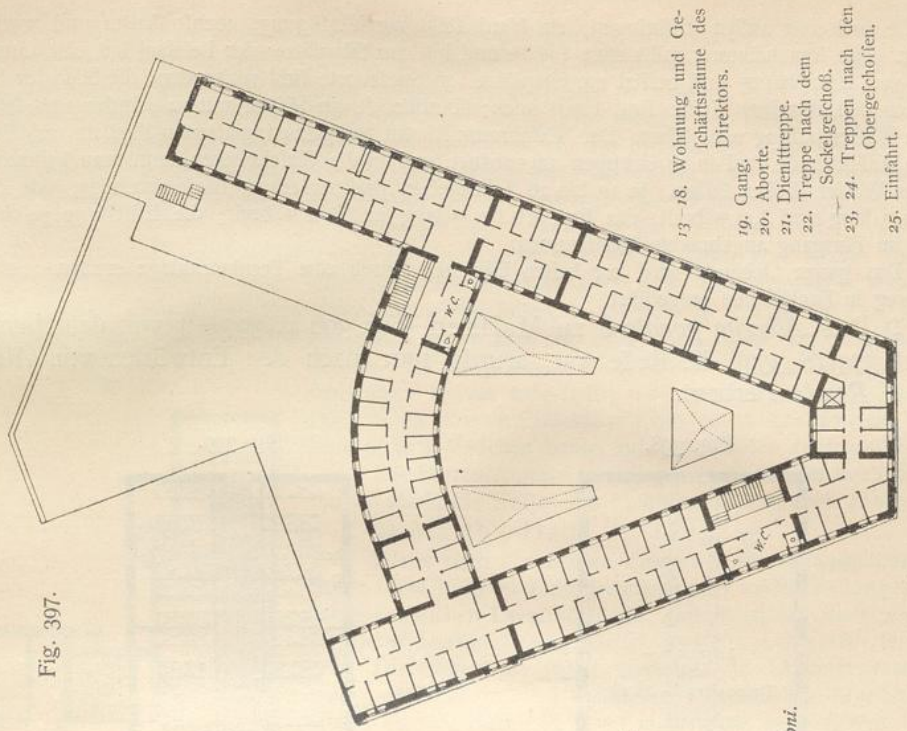 Fig. 397.
W. C.
W. C.
13–18. Wohnung und Ge-
ſchäftsräume des
Direktors.
19. Gang.
20. Aborte.
21. Dienſttreppe.
22. Treppe nach dem
Sockelgeſchoß.
23, 24. Treppen nach den
Obergeſchoſſen.
25. Einfahrt.